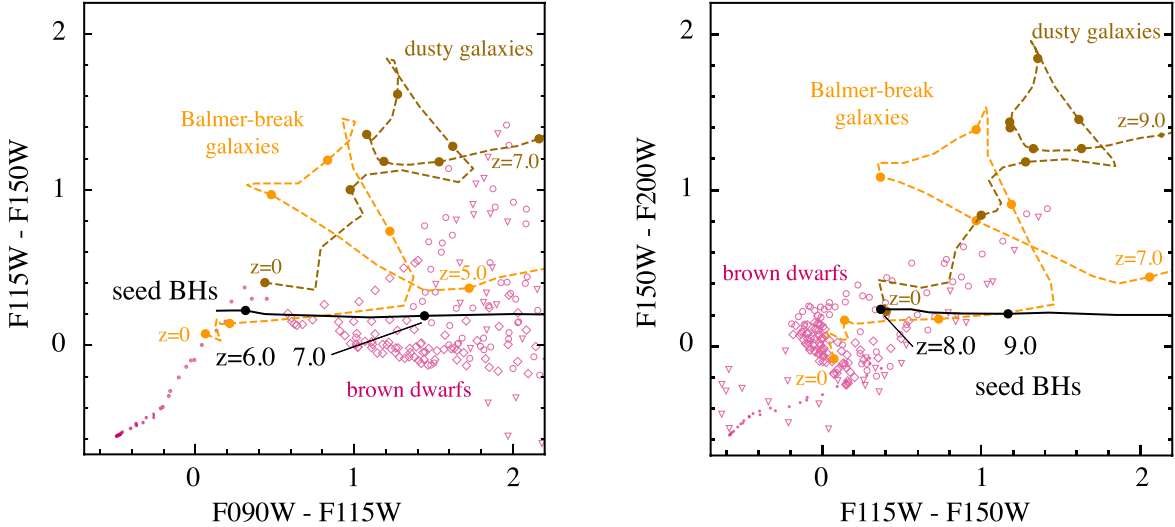 2
1
0
F115W - F150W
dusty galaxies
Balmer-break
galaxies
z=7.0
z=0
z=5.0
seed BHs
z=0
z=6.0 7.0
brown dwarfs
0 1 2
F090W - F115W
2
1
0
F150W - F200W
dusty galaxies
Balmer-break
galaxies
z=9.0
z=7.0
brown dwarfs
z=0
z=8.0 9.0
z=0
seed BHs
0 1 2
F115W - F150W